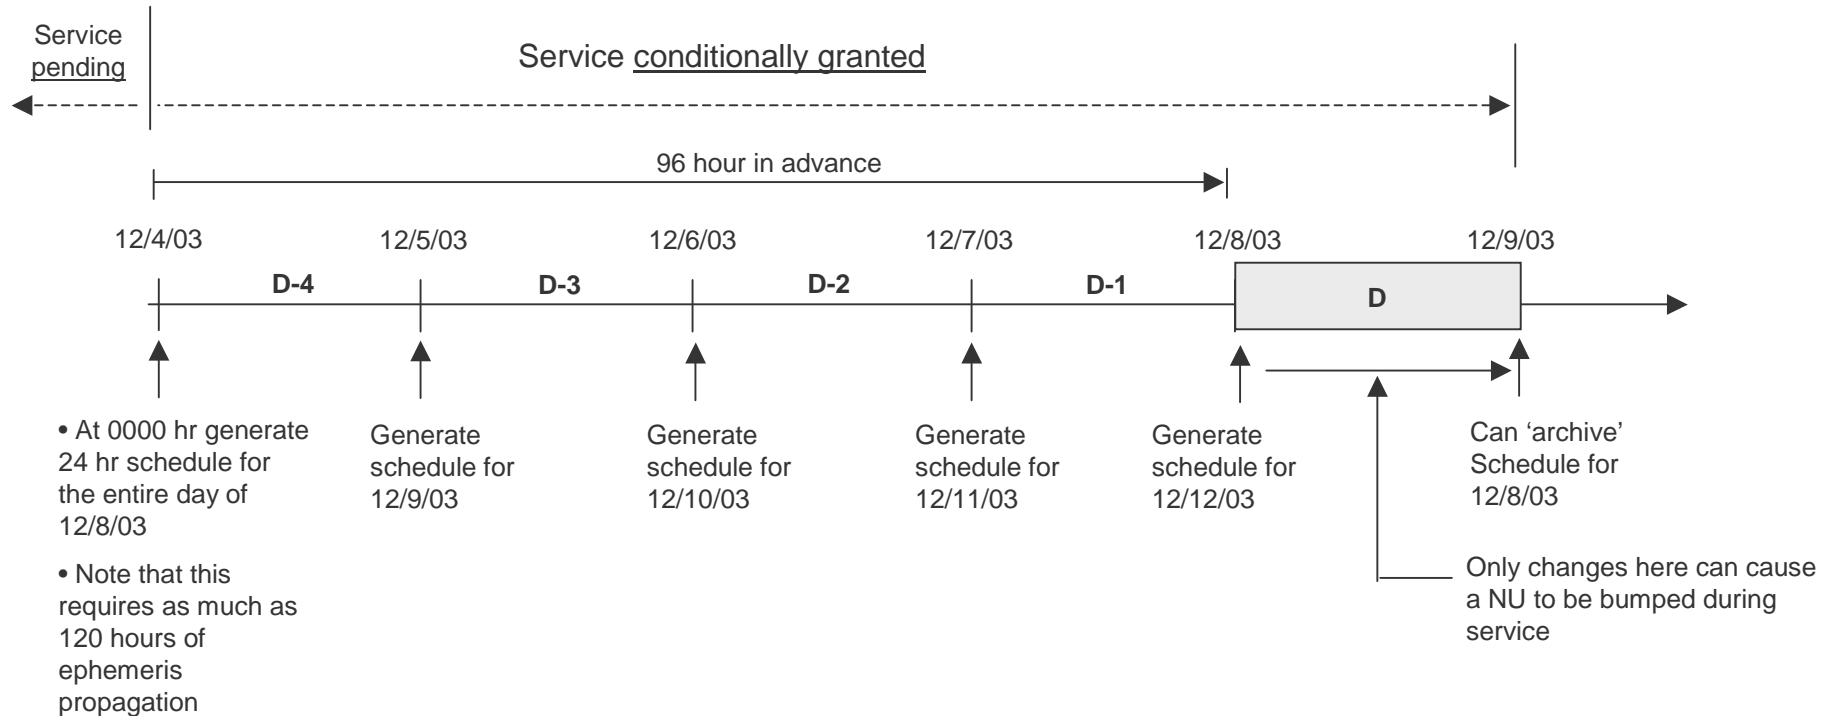 Service
pending
Service conditionally granted
96 hour in advance
12/4/03
12/5/03
12/6/03
12/7/03
12/8/03
12/9/03
D-4
D-3
D-2
D-1
D
• At 0000 hr generate
24 hr schedule for
the entire day of
12/8/03
• Note that this
requires as much as
120 hours of
ephemeris
propagation
Generate
schedule for
12/9/03
Generate
schedule for
12/10/03
Generate
schedule for
12/11/03
Generate
schedule for
12/12/03
Can ‘archive’
Schedule for
12/8/03
Only changes here can cause
a NU to be bumped during
service